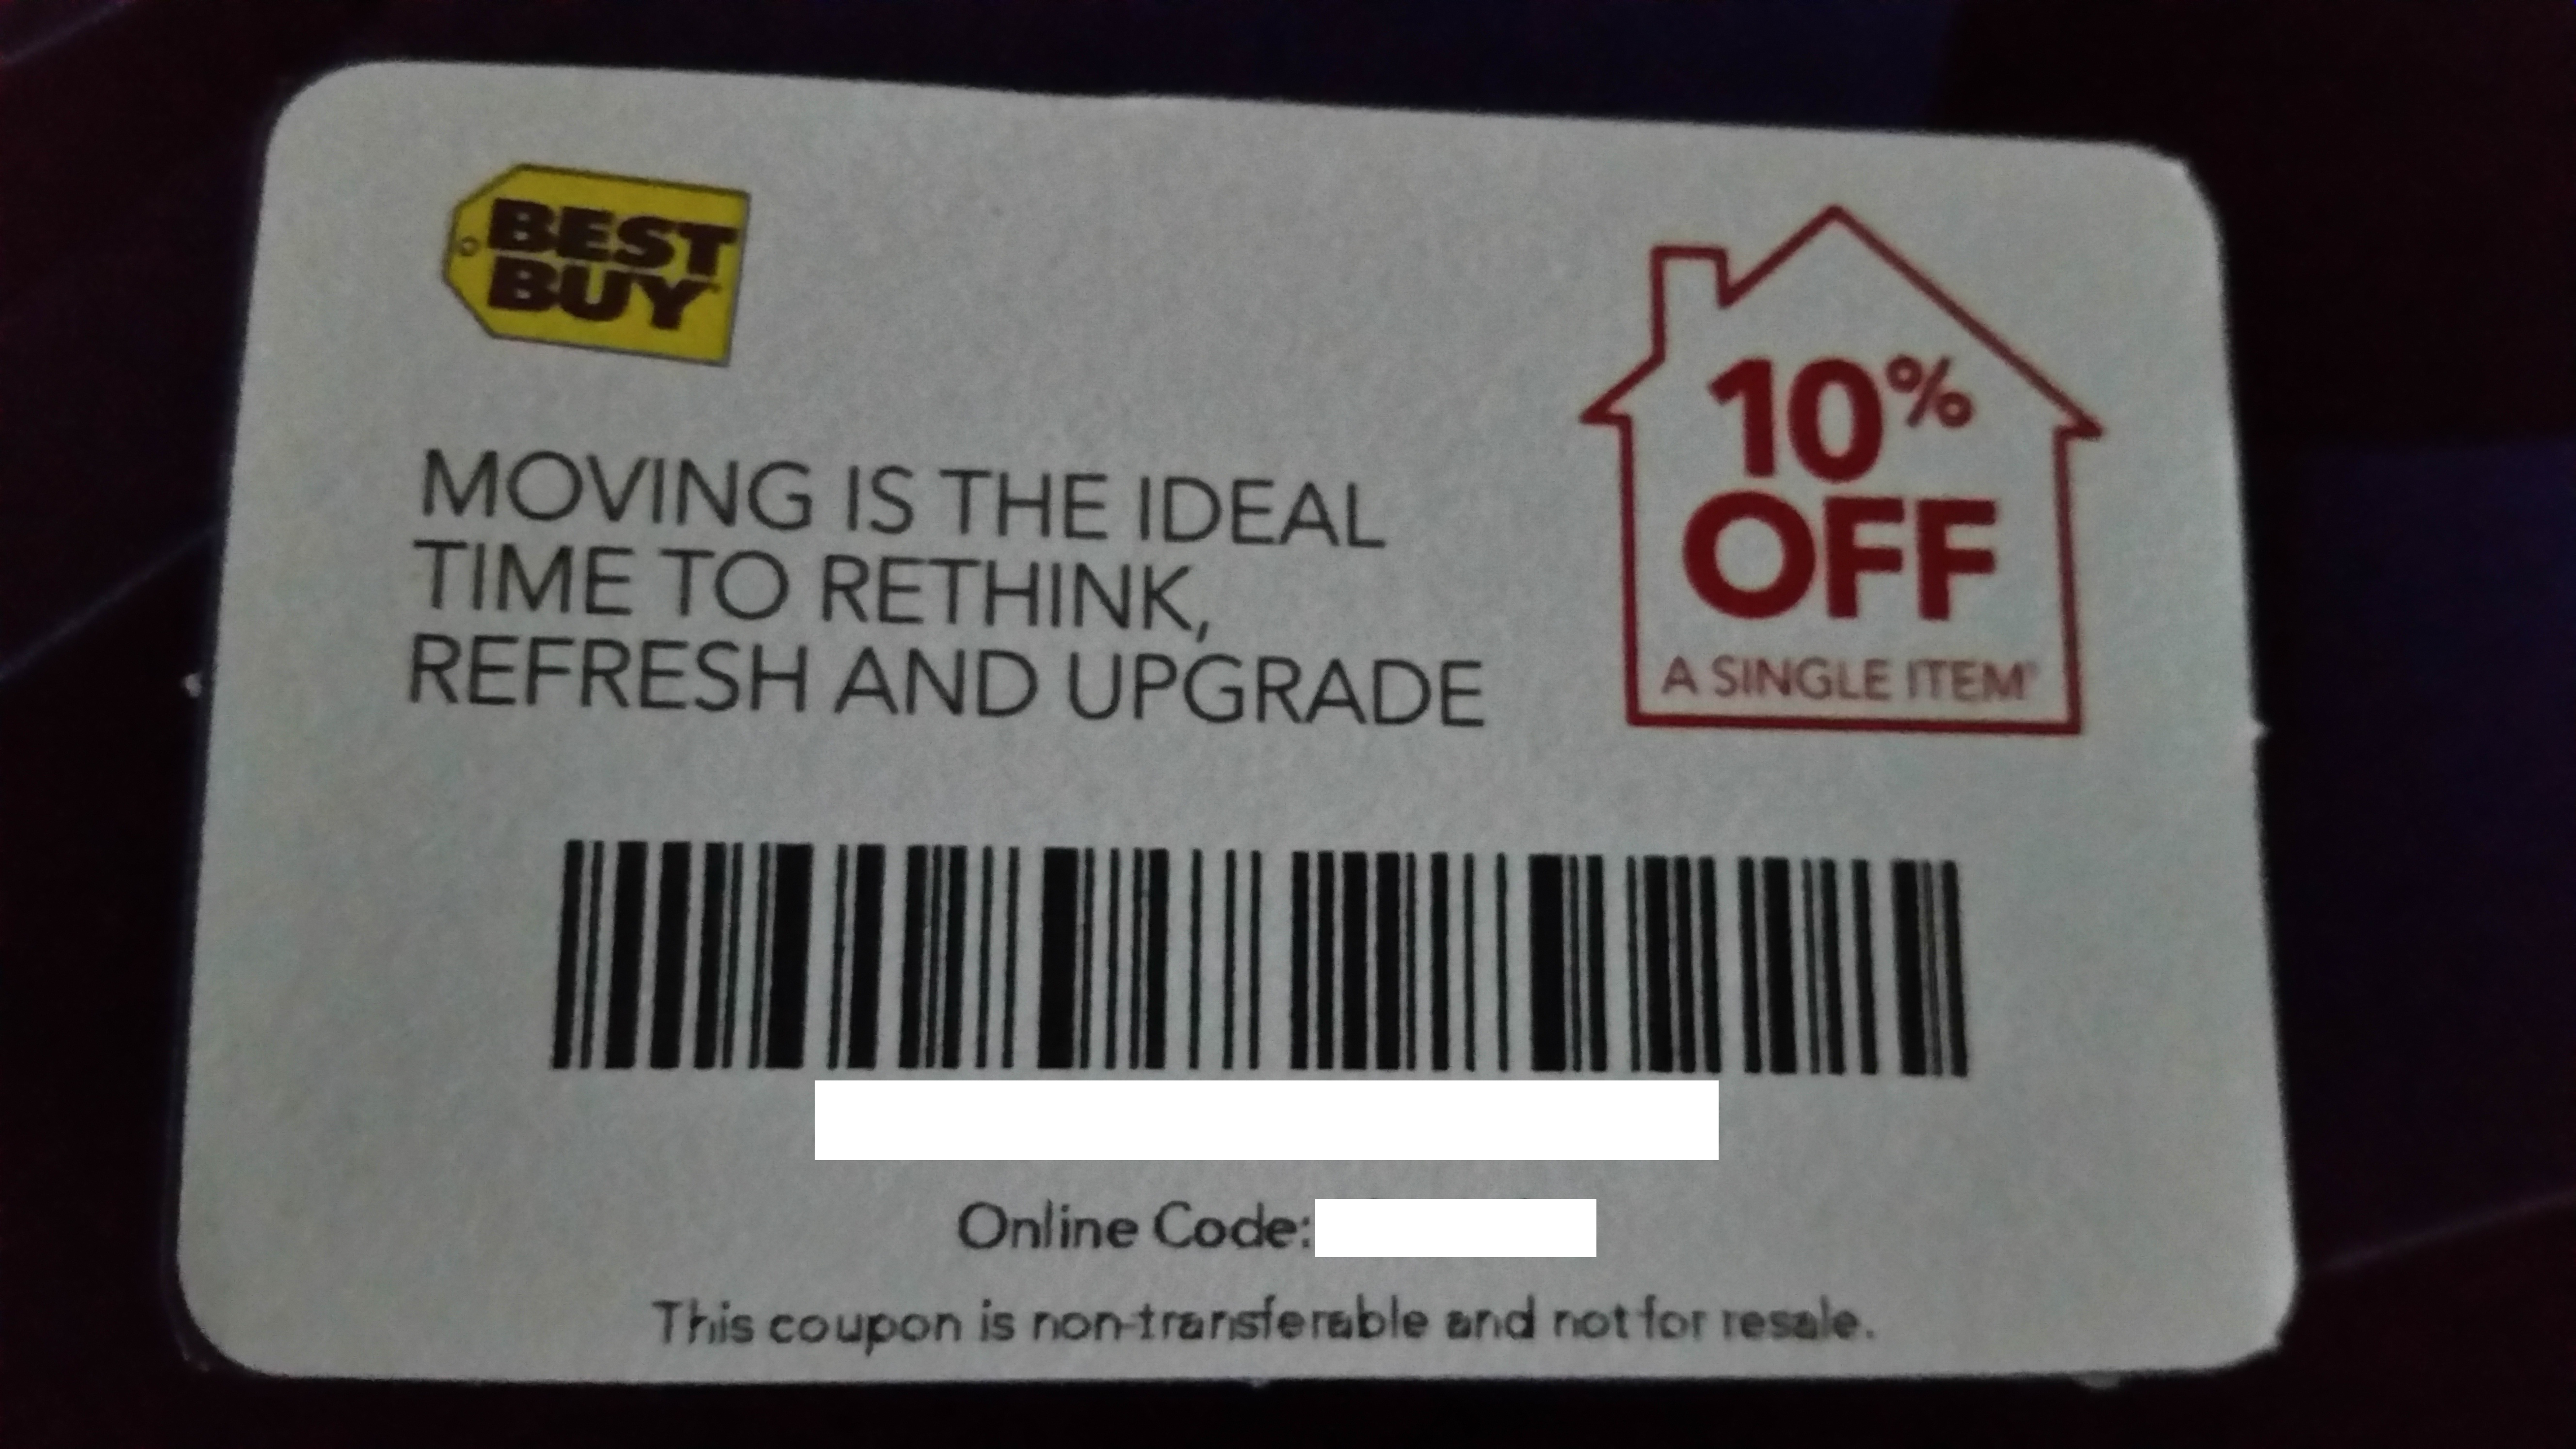 BEST
BUY
MOVING IS THE IDEAL
TIME TO RETHINK,
REFRESH AND UPGRADE
10%
OFF
A SINGLE ITEM*
Online Code:
This coupon is non-transferable and not for resale.